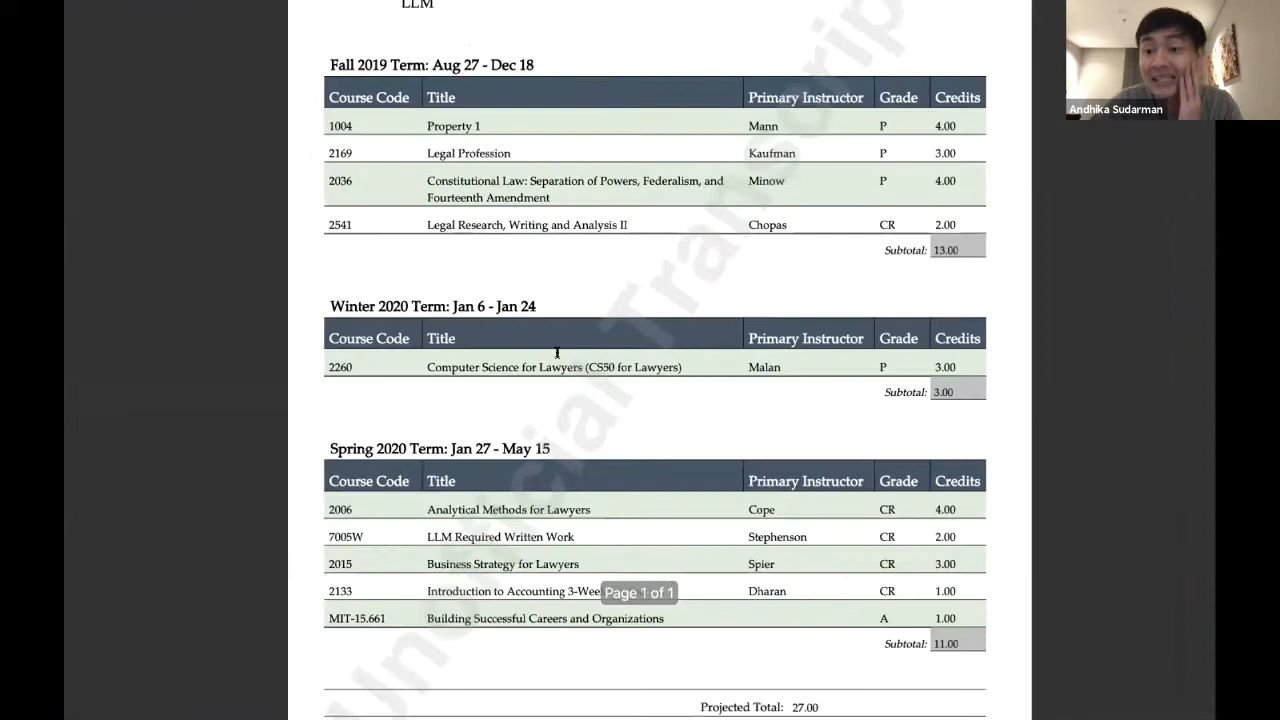 LLM
Andhika Sudarman
Fall 2019 Term: Aug 27 - Dec 18
Course Code Title Primary Instructor Grade Credits
1004 Property 1 Mann P 4.00
2169 Legal Profession Kaufman P 3.00
2036 Constitutional Law: Separation of Powers, Federalism, and Minow P 4.00
Fourteenth Amendment
2541 Legal Research, Writing and Analysis II Chopas CR 2.00
Subtotal: 13.00
Winter 2020 Term: Jan 6 - Jan 24
Course Code Title Primary Instructor Grade Credits
2260 Computer Science for Lawyers (CS50 for Lawyers) Malan P 3.00
Subtotal: 3.00
Spring 2020 Term: Jan 27 - May 15
Course Code Title Primary Instructor Grade Credits
2006 Analytical Methods for Lawyers Cope CR 4.00
7005W LLM Required Written Work Stephenson CR 2.00
2015 Business Strategy for Lawyers Spier CR 3.00
2133 Introduction to Accounting 3-Wee Dharan CR 1.00
Page 1 of 1
MIT-15.661 Building Successful Careers and Organizations A 1.00
Subtotal: 11.00
Projected Total: 27.00
Unofficial Transcrip